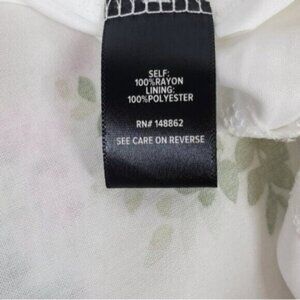 SELF:
100%RAYON
LINING:
100%POLYESTER
RN# 148862
SEE CARE ON REVERSE